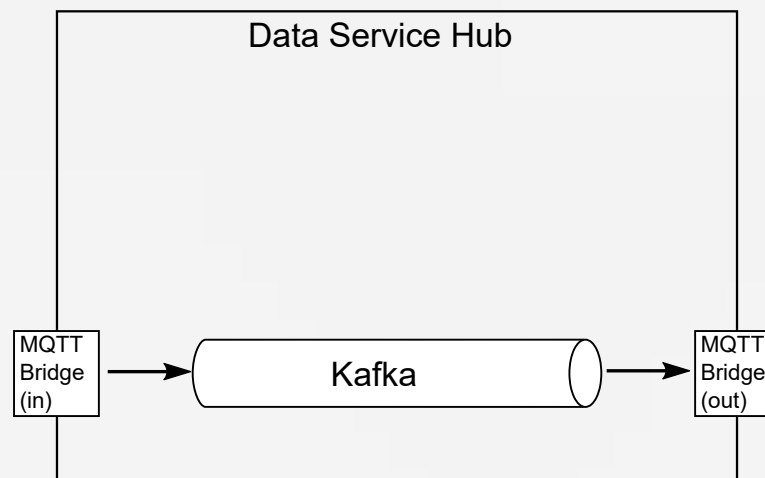 Data Service Hub
MQTT
Bridge
(in)
Kafka
MQTT
Bridge
(out)